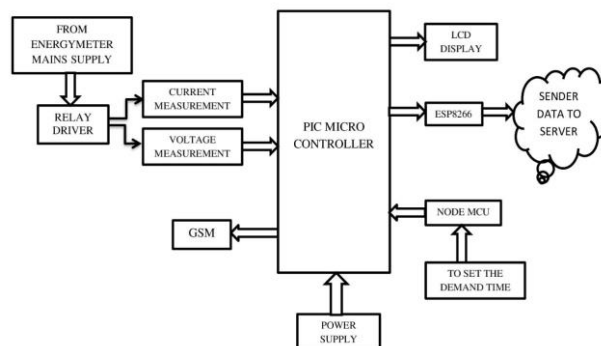 FROM
ENERGYMETER
MAINS SUPPLY
RELAY
DRIVER
CURRENT
MEASUREMENT
VOLTAGE
MEASUREMENT
GSM
PIC MICRO
CONTROLLER
POWER
SUPPLY
LCD
DISPLAY
ESP8266
SENDER
DATA TO
SERVER
NODE MCU
TO SET THE
DEMAND TIME